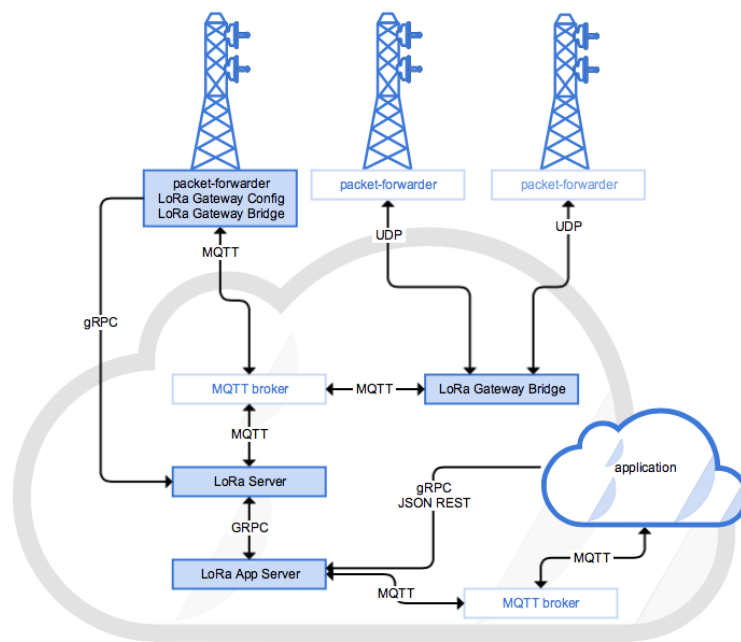 packet-forwarder
LoRa Gateway Config
LoRa Gateway Bridge
packet-forwarder
packet-forwarder
UDP
UDP
MQTT
gRPC
MQTT broker
MQTT
LoRa Gateway Bridge
MQTT
LoRa Server
application
gRPC
JSON REST
GRPC
MQTT
LoRa App Server
MQTT
MQTT broker